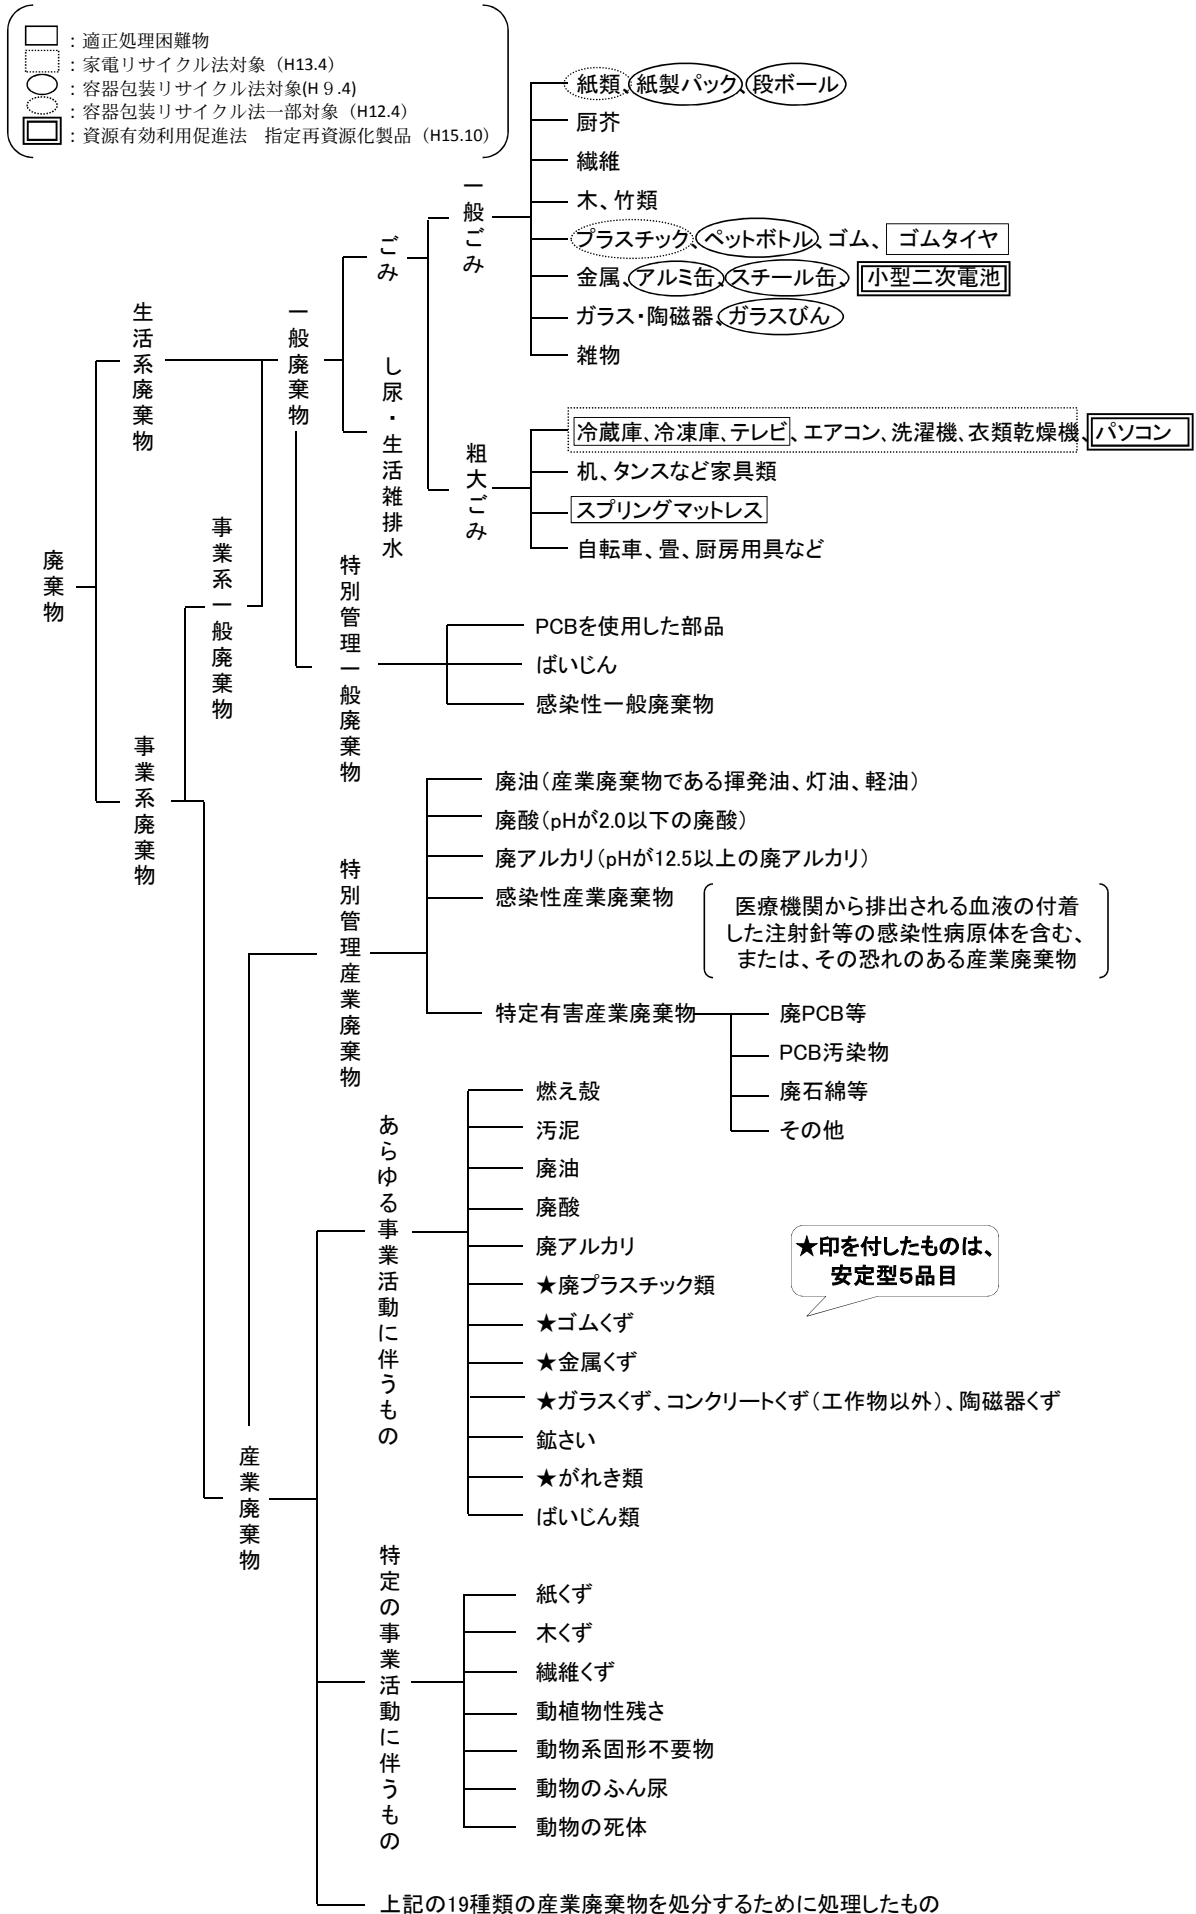 ：適正処理困難物
：家電リサイクル法対象（H13.4）
：容器包装リサイクル法対象(H９.4)
：容器包装リサイクル法一部対象（H12.4）
：資源有効利用促進法　指定再資源化製品（H15.10）
廃棄物
生活系廃棄物
事業系廃棄物
事業系一般廃棄物
一般廃棄物
ごみ
し尿・生活雑排水
一般ごみ
紙類、紙製パック、段ボール
厨芥
繊維
木、竹類
プラスチック、ペットボトル、ゴム、ゴムタイヤ
金属、アルミ缶、スチール缶、小型二次電池
ガラス・陶磁器、ガラスびん
雑物
粗大ごみ
冷蔵庫、冷凍庫、テレビ、エアコン、洗濯機、衣類乾燥機、パソコン
机、タンスなど家具類
スプリングマットレス
自転車、畳、厨房用具など
特別管理一般廃棄物
PCBを使用した部品
ばいじん
感染性一般廃棄物
特別管理産業廃棄物
廃油（産業廃棄物である揮発油、灯油、軽油）
廃酸（pHが2.0以下の廃酸）
廃アルカリ（pHが12.5以上の廃アルカリ）
感染性産業廃棄物
医療機関から排出される血液の付着
した注射針等の感染性病原体を含む、
または、その恐れのある産業廃棄物
特定有害産業廃棄物
廃PCB等
PCB汚染物
廃石綿等
その他
産業廃棄物
あらゆる事業活動に伴うもの
燃え殻
汚泥
廃油
廃酸
廃アルカリ
★廃プラスチック類
★ゴムくず
★金属くず
★ガラスくず、コンクリートくず（工作物以外）、陶磁器くず
鉱さい
★がれき類
ばいじん類
★印を付したものは、
安定型５品目
特定の事業活動に伴うもの
紙くず
木くず
繊維くず
動植物性残さ
動物系固形不要物
動物のふん尿
動物の死体
上記の19種類の産業廃棄物を処分するために処理したもの